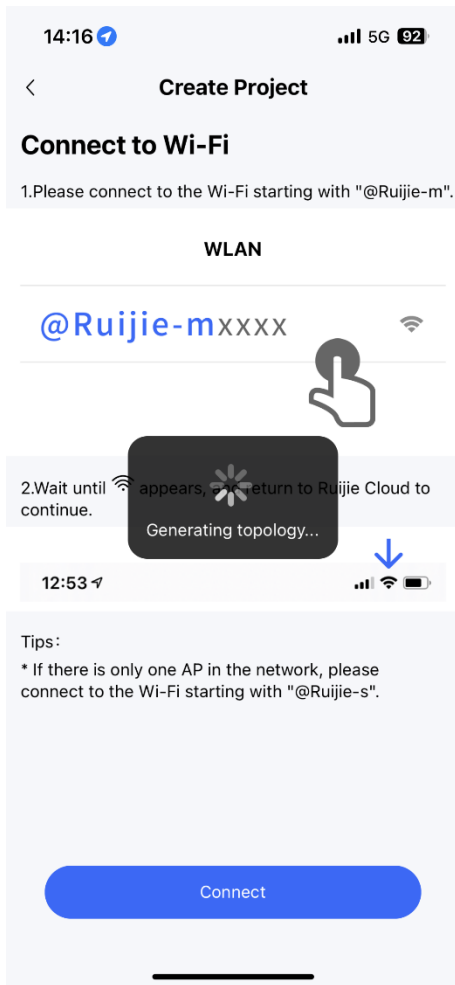 14:16 5G 92
Create Project
Connect to Wi-Fi
1.Please connect to the Wi-Fi starting with "@Ruijie-m".
WLAN
@Ruijie-mxxxx
2.Wait until appears, and return to Ruijie Cloud to
continue.
Generating topology...
12:53
Tips:
* If there is only one AP in the network, please
connect to the Wi-Fi starting with "@Ruijie-s".
Connect